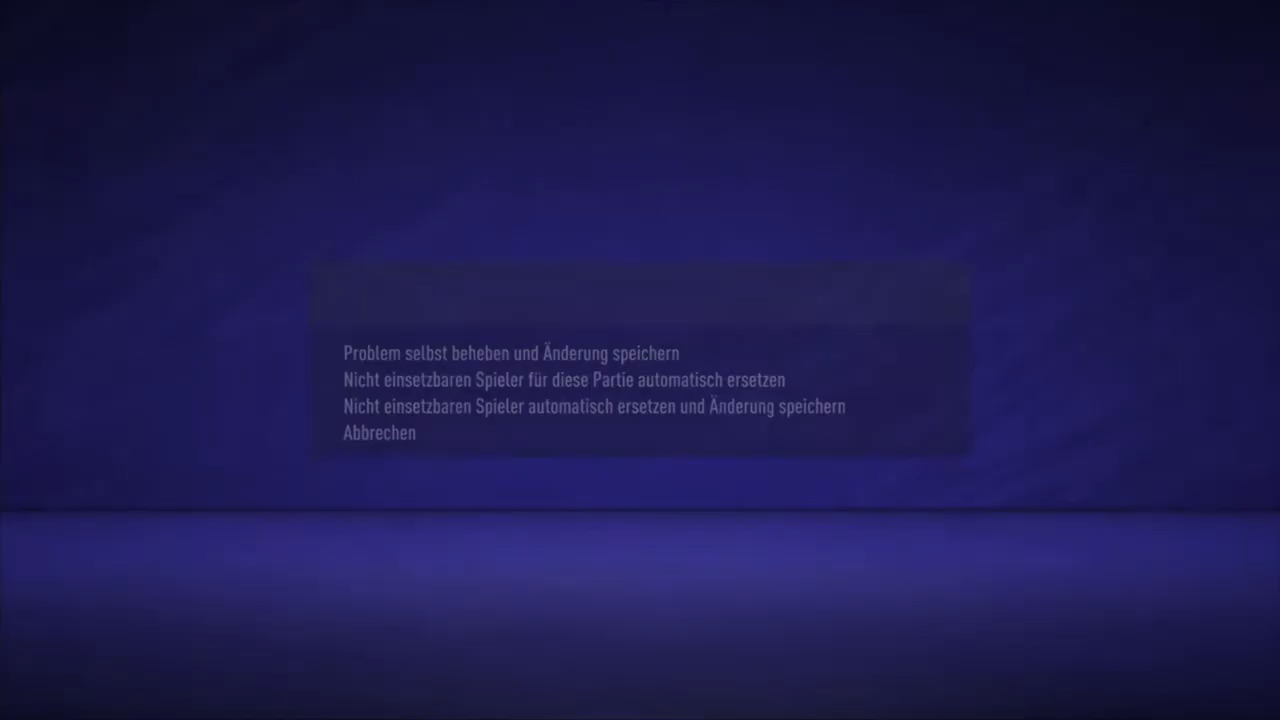 Problem selbst beheben und Änderung speichern
Nicht einsetzbaren Spieler für diese Partie automatisch ersetzen
Nicht einsetzbaren Spieler automatisch ersetzen und Änderung speichern
Abbrechen